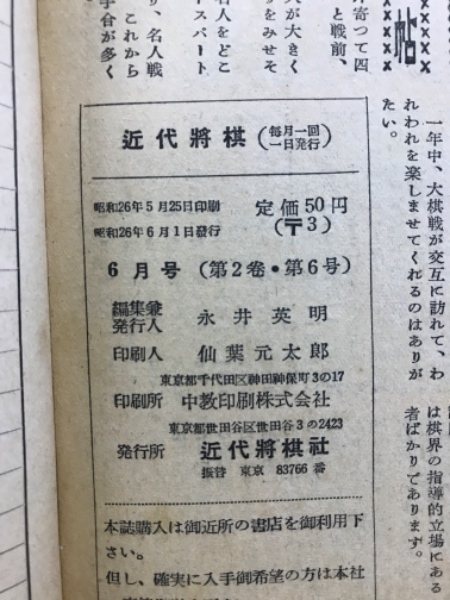 寄って四
と戦前、
人が大きく
をみせそ
名人をどこ
スパート
り、名人戦
これから
手合が多く
帖
一年中、大棋戦が交互に訪れて、わ
れわれを楽しませてくれるのはありが
たい。
は棋界の指導的立場にある
者ばかりであります。
近代將棋(毎月一回一日発行)
昭和26年5月25日印刷
昭和26年6月1日發行
定価50円
(〒3)
6月号(第2巻・第6号)
編集兼
発行人 永井英明
印刷人 仙葉元太郎
東京都千代田区神田神保町3の17
印刷所 中教印刷株式会社
東京都世田谷区世田谷3の2423
発行所 近代將棋社
振替 東京 83766 番
本誌購入は御近所の書店を御利用下
さい。
但し、確実に入手御希望の方は本社